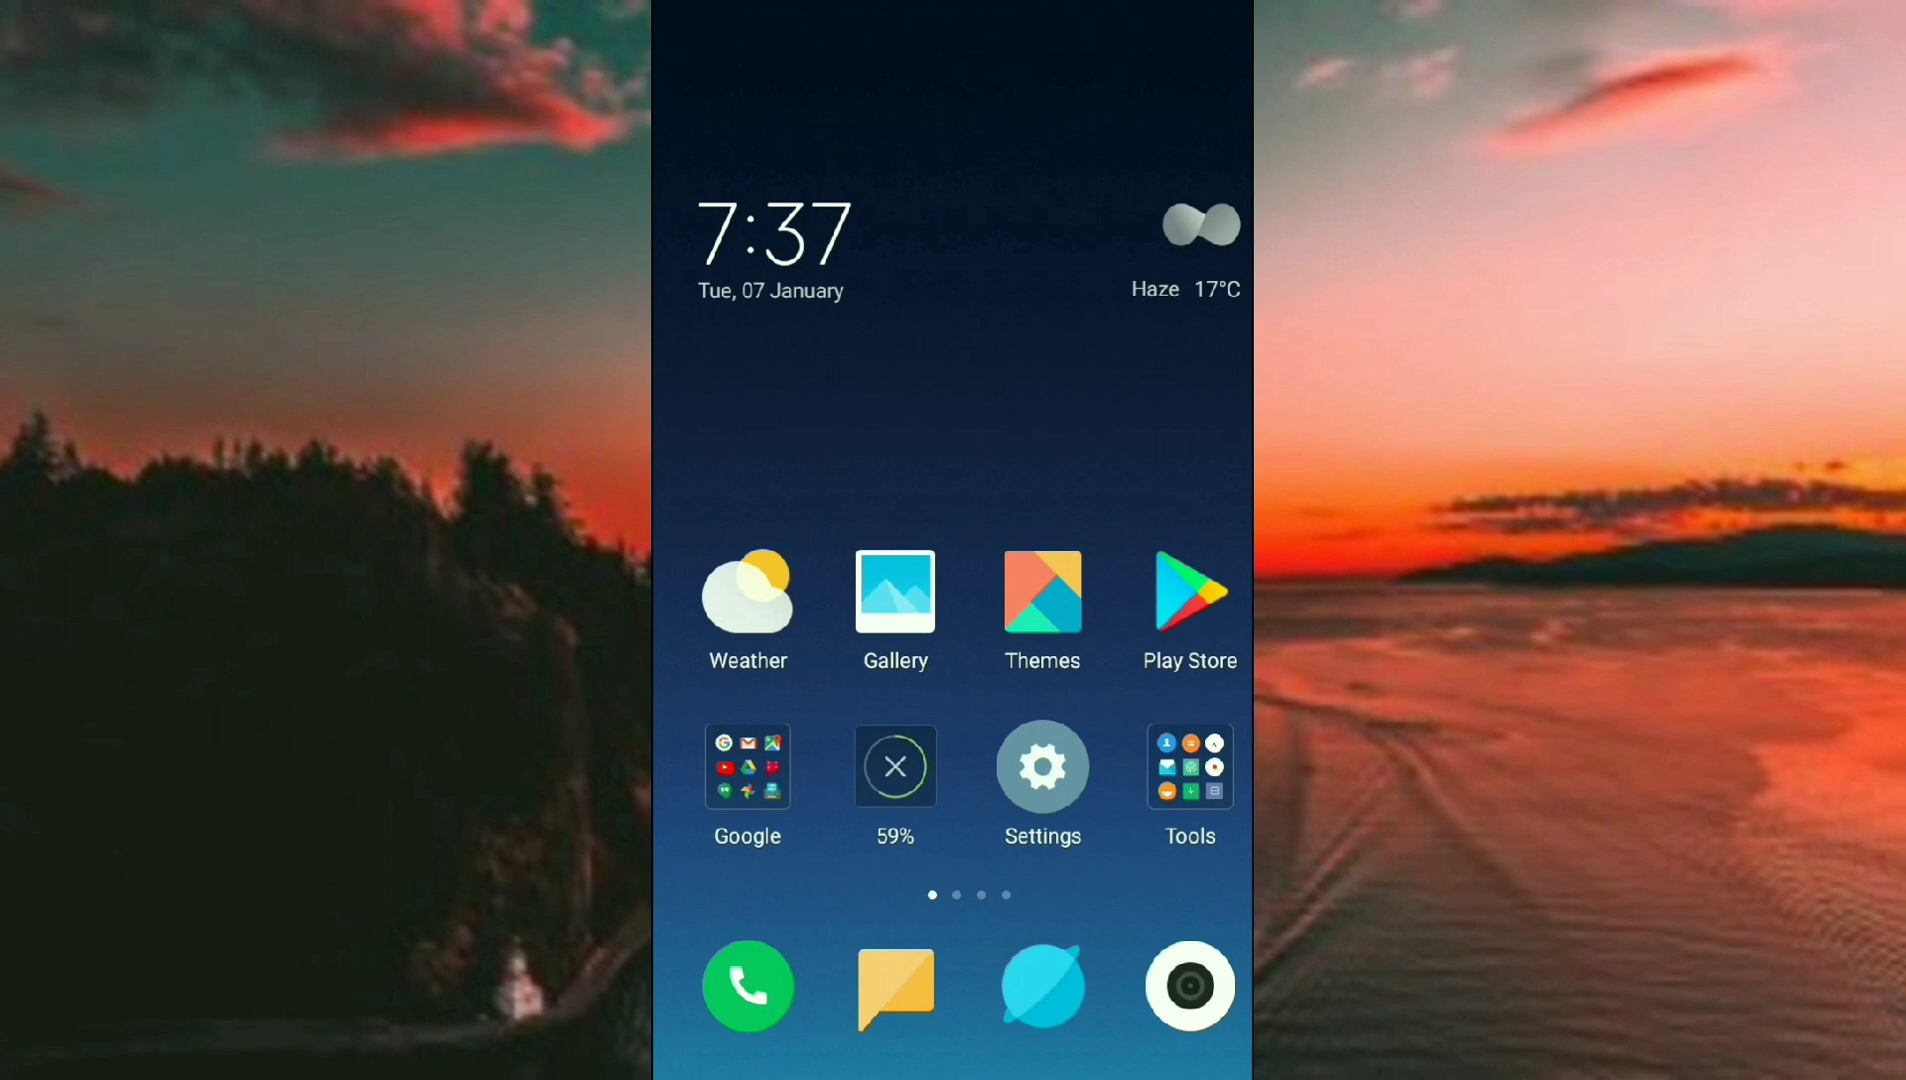 7:37
Tue, 07 January
Haze 17°C
Weather Gallery Themes Play Store
Google 59% Settings Tools